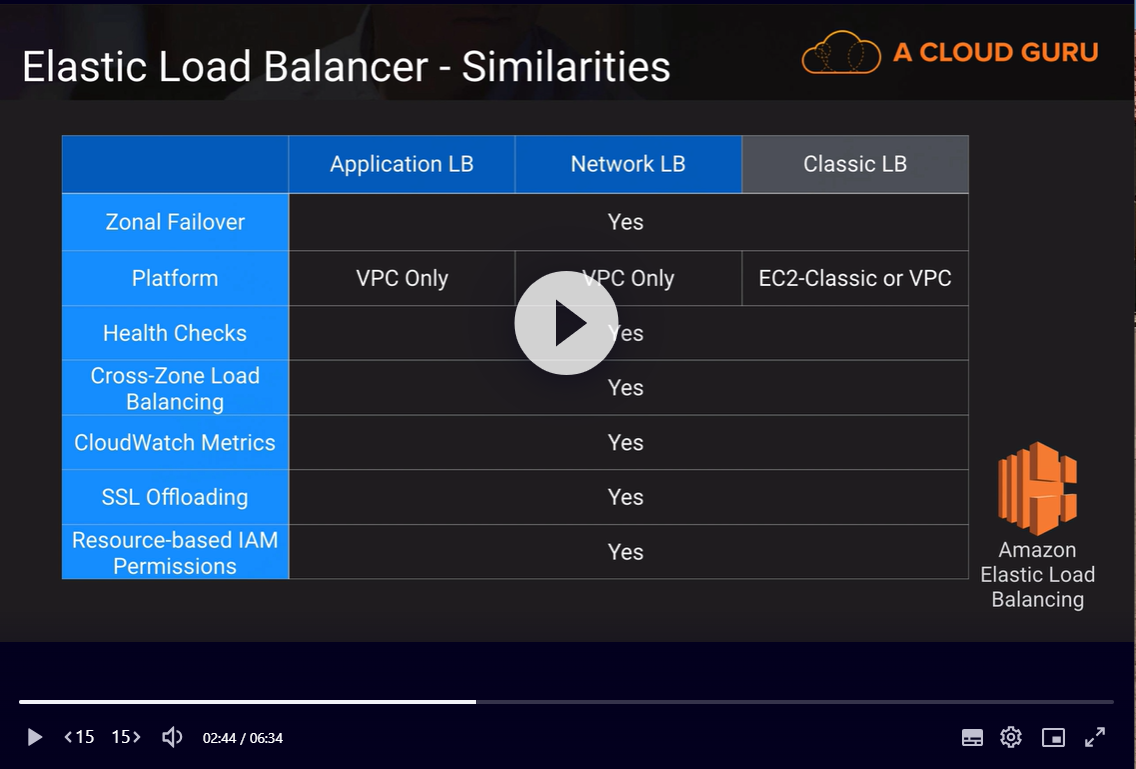 Elastic Load Balancer - Similarities
A CLOUD GURU
Application LB
Network LB
Classic LB
Zonal Failover
Yes
Platform
VPC Only
VPC Only
EC2-Classic or VPC
Health Checks
Yes
Cross-Zone Load
Balancing
Yes
CloudWatch Metrics
Yes
SSL Offloading
Yes
Resource-based IAM
Permissions
Yes
Amazon
Elastic Load
Balancing
<15
15>
02:44 / 06:34